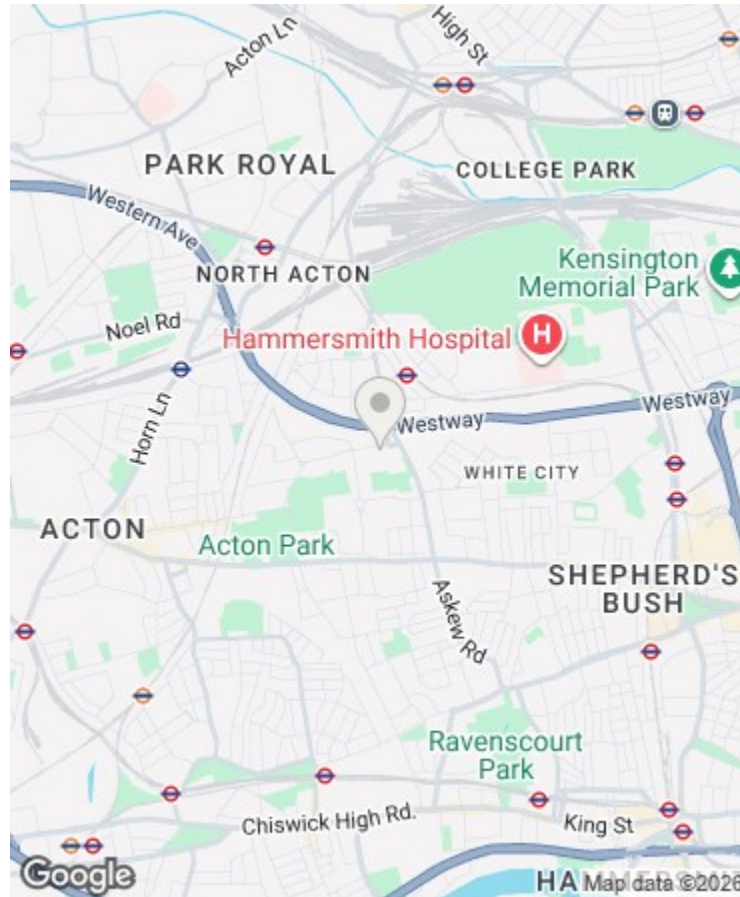 High St
Acton Ln
PARK ROYAL
COLLEGE PARK
Western Ave
Kensington
Memorial Park
NORTH ACTON
Noel Rd
Hammersmith Hospital
H
Horn Ln
Westway
Westway
WHITE CITY
ACTON
Acton Park
SHEPHERD'S
BUSH
Askew Rd
Ravenscourt
Park
Chiswick High Rd.
King St
Google
HAMMERSMITH
Map data ©2026